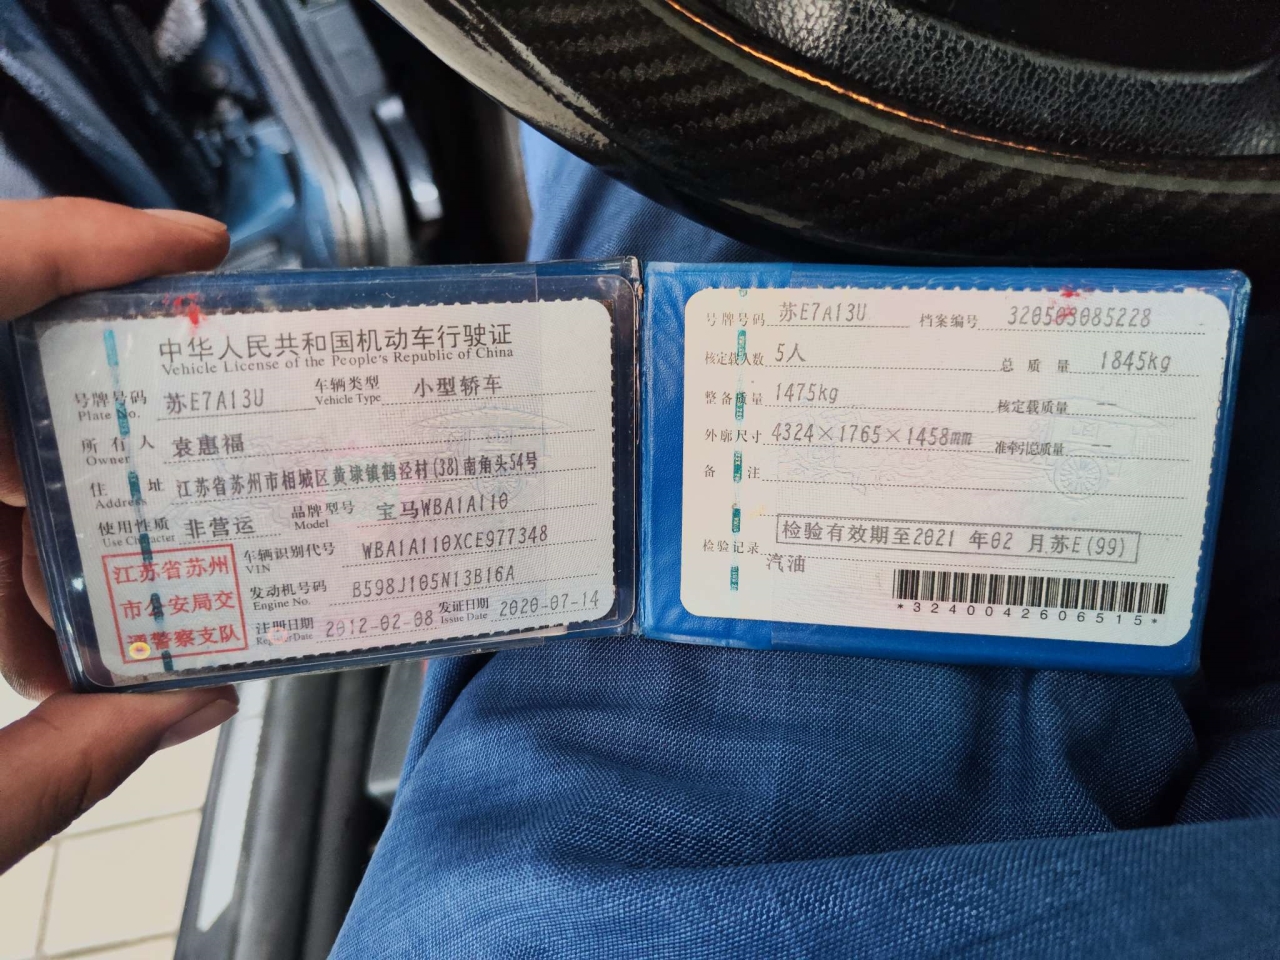 中华人民共和国机动车行驶证
Vehicle License of the People's Republic of China
号牌号码 苏E7A13U 车辆类型 小型轿车
Plate No. Vehicle Type
所有人 袁惠福
Owner
住址 江苏省苏州市相城区黄埭镇鹤泾村(38)南角头54号
Address
使用性质 非营运 品牌型号 宝马WBA1A110
Use Character Model
车辆识别代号 WBA1A110XCE977348
VIN
发动机号码 B598J105N13B16A
Engine No.
注册日期 2012-02-08 发证日期 2020-07-14
Register Date Issue Date
江苏省苏州
市公安局交
通警察支队
号牌号码 苏E7A13U 档案编号 320503085228
核定载人数 5人 总质量 1845kg
整备质量 1475kg 核定载质量 --
外廓尺寸 4324×1765×1458mm 准牵引总质量 --
备注
检验有效期至2021年02月苏E(99)
检验记录
汽油
*3240042606515*